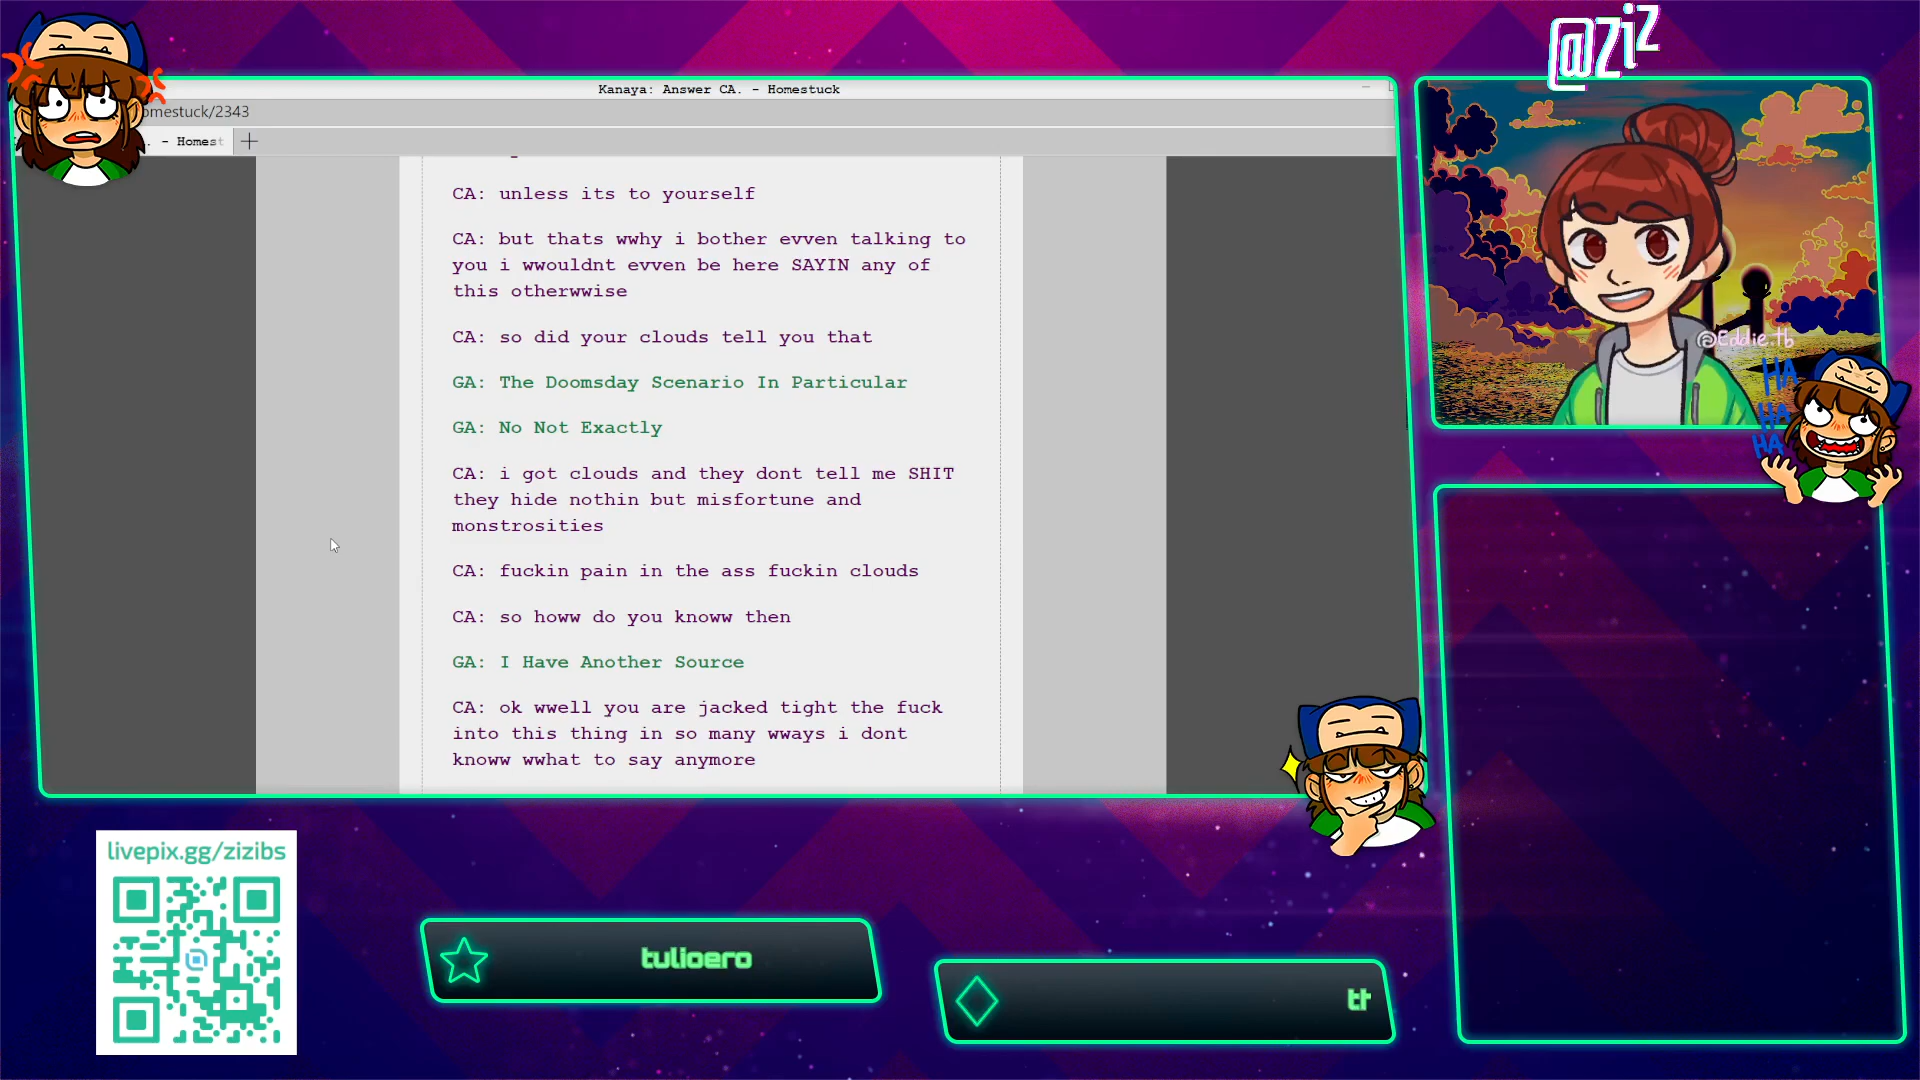 @ziz
Kanaya: Answer CA. - Homestuck
omestuck/2343
. - Homest
CA: unless its to yourself
CA: but thats wwhy i bother evven talking to
you i wwouldnt evven be here SAYIN any of
this otherwwise
CA: so did your clouds tell you that
GA: The Doomsday Scenario In Particular
GA: No Not Exactly
CA: i got clouds and they dont tell me SHIT
they hide nothin but misfortune and
monstrosities
CA: fuckin pain in the ass fuckin clouds
CA: so howw do you knoww then
GA: I Have Another Source
CA: ok wwell you are jacked tight the fuck
into this thing in so many wways i dont
knoww wwhat to say anymore
@Eddie.tb
HA
HA
HA
livepix.gg/zizibs
tulioero